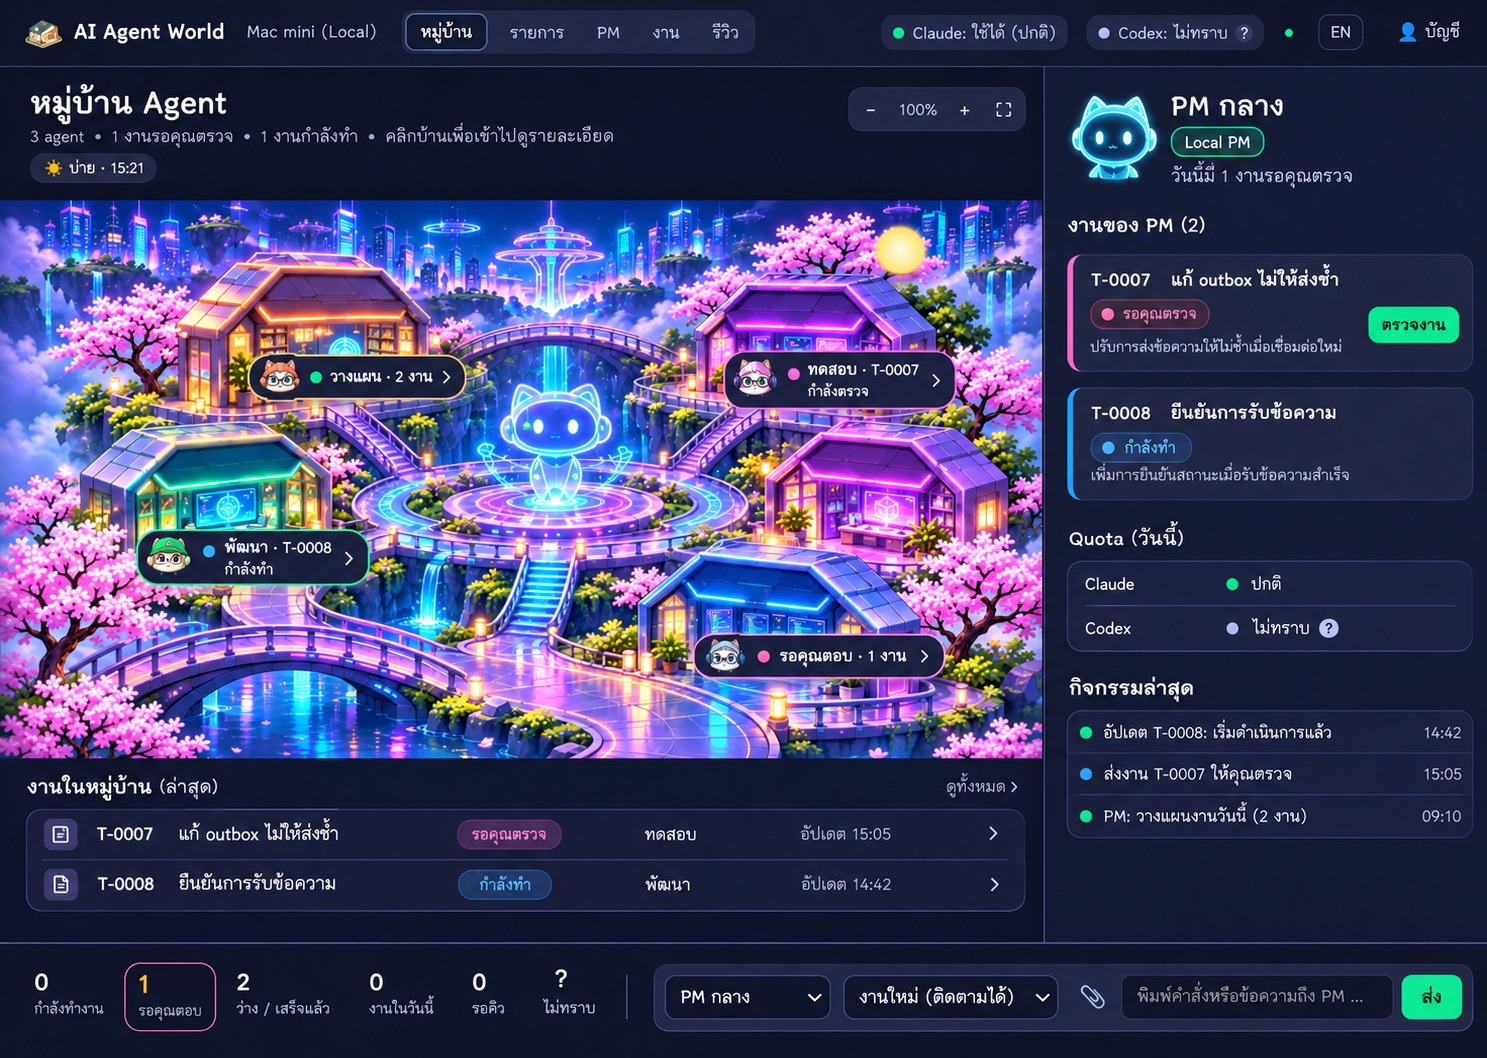 AI Agent World
Mac mini (Local)
หมู่บ้าน
รายการ
PM
งาน
รีวิว
Claude: ใช้ได้ (ปกติ)
Codex: ไม่ทราบ ?
EN
บัญชี
หมู่บ้าน Agent
3 agent • 1 งานรอคุณตรวจ • 1 งานกำลังทำ • คลิกบ้านเพื่อเข้าไปดูรายละเอียด
บ่าย · 15:21
− 100% +
วางแผน · 2 งาน
ทดสอบ · T-0007
กำลังตรวจ
พัฒนา · T-0008
กำลังทำ
รอคุณตอบ · 1 งาน
งานในหมู่บ้าน (ล่าสุด)
ดูทั้งหมด
T-0007 แก้ outbox ไม่ให้ส่งซ้ำ รอคุณตรวจ ทดสอบ อัปเดต 15:05
T-0008 ยืนยันการรับข้อความ กำลังทำ พัฒนา อัปเดต 14:42
PM กลาง
Local PM
วันนี้มี 1 งานรอคุณตรวจ
งานของ PM (2)
T-0007 แก้ outbox ไม่ให้ส่งซ้ำ
รอคุณตรวจ
ปรับการส่งข้อความให้ไม่ซ้ำเมื่อเชื่อมต่อใหม่
ตรวจงาน
T-0008 ยืนยันการรับข้อความ
กำลังทำ
เพิ่มการยืนยันสถานะเมื่อรับข้อความสำเร็จ
Quota (วันนี้)
Claude ปกติ
Codex ไม่ทราบ ?
กิจกรรมล่าสุด
อัปเดต T-0008: เริ่มดำเนินการแล้ว 14:42
ส่งงาน T-0007 ให้คุณตรวจ 15:05
PM: วางแผนงานวันนี้ (2 งาน) 09:10
0
กำลังทำงาน
1
รอคุณตอบ
2
ว่าง / เสร็จแล้ว
0
งานในวันนี้
0
รอคิว
?
ไม่ทราบ
PM กลาง
งานใหม่ (ติดตามได้)
พิมพ์คำสั่งหรือข้อความถึง PM ...
ส่ง